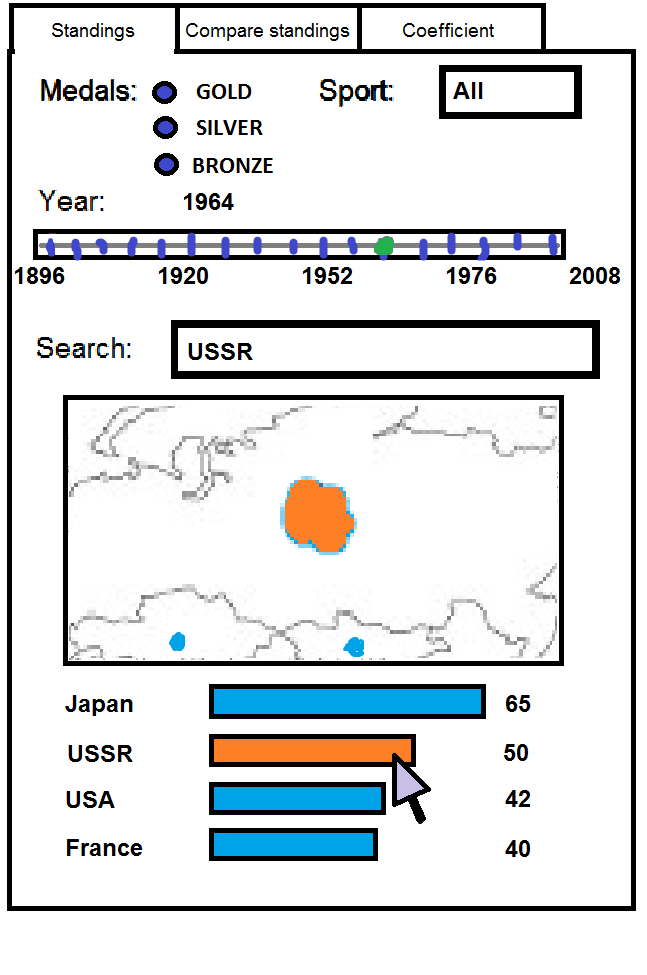 Standings Compare standings Coefficient
Medals: GOLD Sport: All
SILVER
BRONZE
Year: 1964
1896 1920 1952 1976 2008
Search: USSR
Japan 65
USSR 50
USA 42
France 40